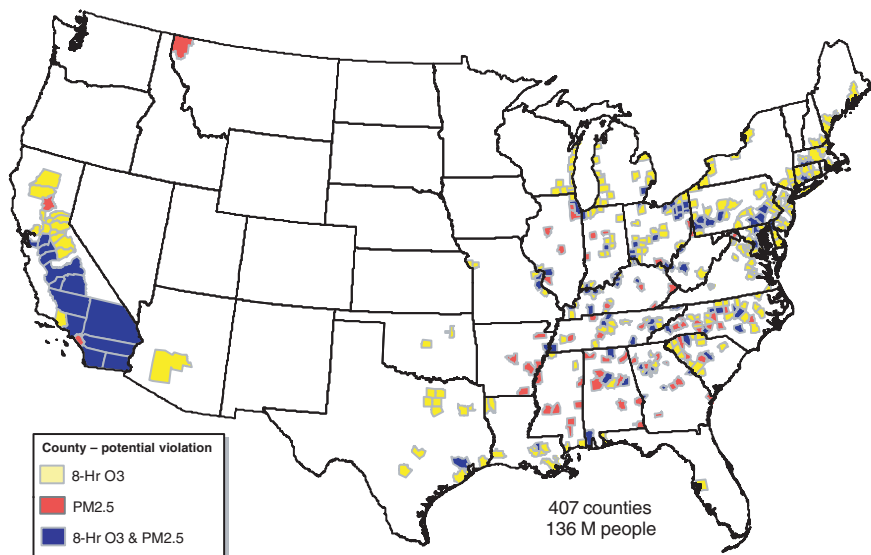 County – potential violation
8-Hr O3
PM2.5
8-Hr O3 & PM2.5
407 counties
136 M people